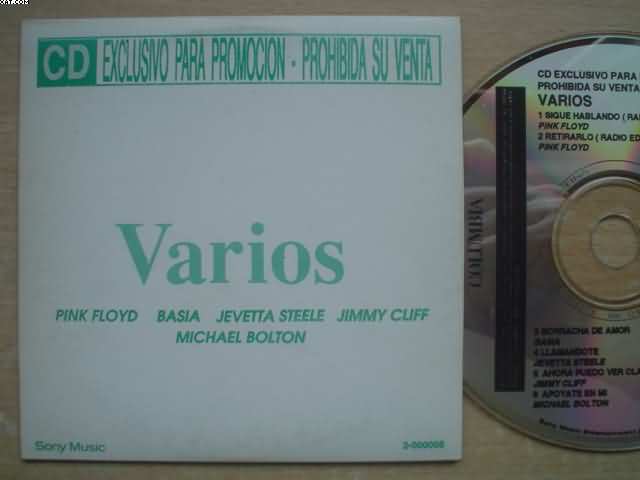 CD EXCLUSIVO PARA PROMOCION - PROHIBIDA SU VENTA
Varios
PINK FLOYD BASIA JEVETTA STEELE JIMMY CLIFF
MICHAEL BOLTON
Sony Music
2-000008
CD EXCLUSIVO PARA
PROHIBIDA SU VENTA
VARIOS
1 SIGUE HABLANDO ( RA
PINK FLOYD
2 RETIRARLO ( RADIO ED
PINK FLOYD
COLUMBIA
3 BORRACHA DE AMOR
BASIA
4 LLAMANDOTE
JEVETTA STEELE
5 AHORA PUEDO VER CLA
JIMMY CLIFF
6 APOYATE EN MI
MICHAEL BOLTON
Sony Music Entertainment